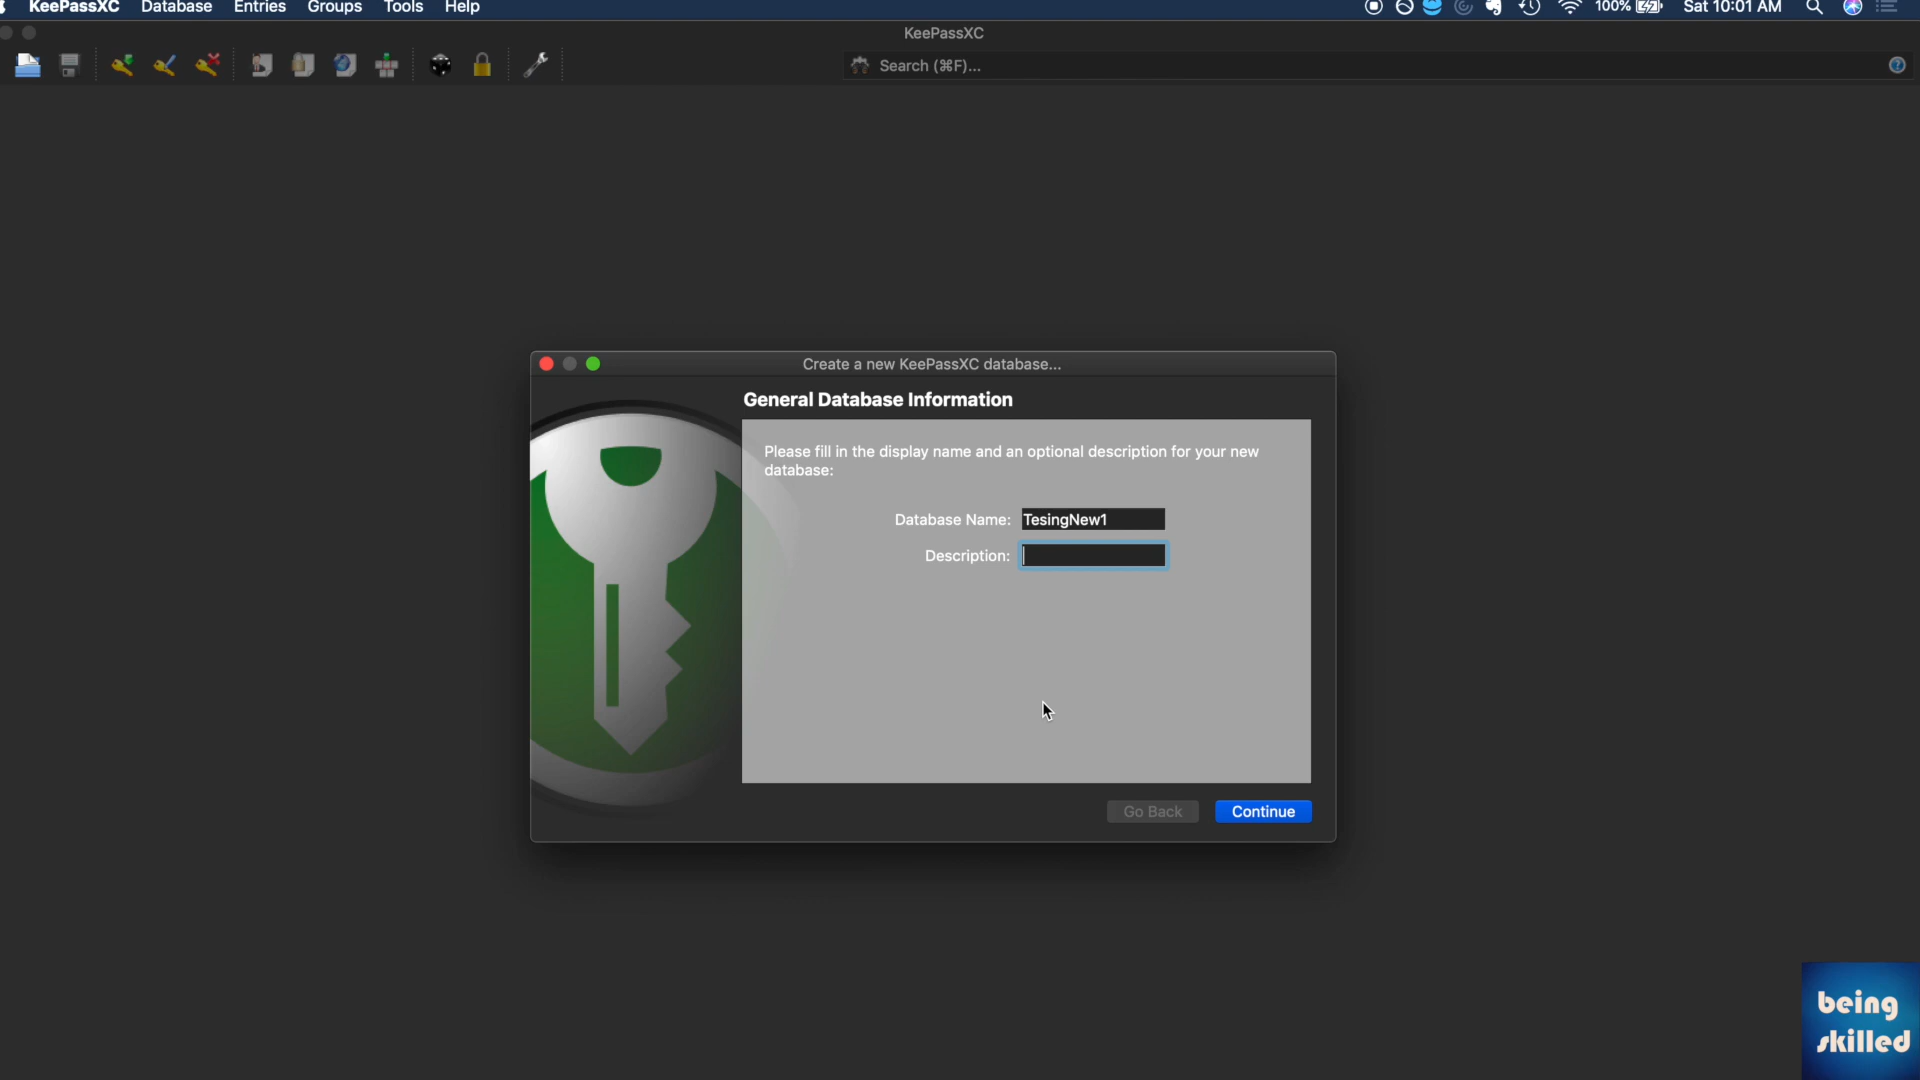 KeePassXC Database Entries Groups Tools Help 100% Sat 10:01 AM
KeePassXC
Search (⌘F)...
Create a new KeePassXC database...
General Database Information
Please fill in the display name and an optional description for your new
database:
Database Name: TesingNew1
Description:
Go Back Continue
being
skilled